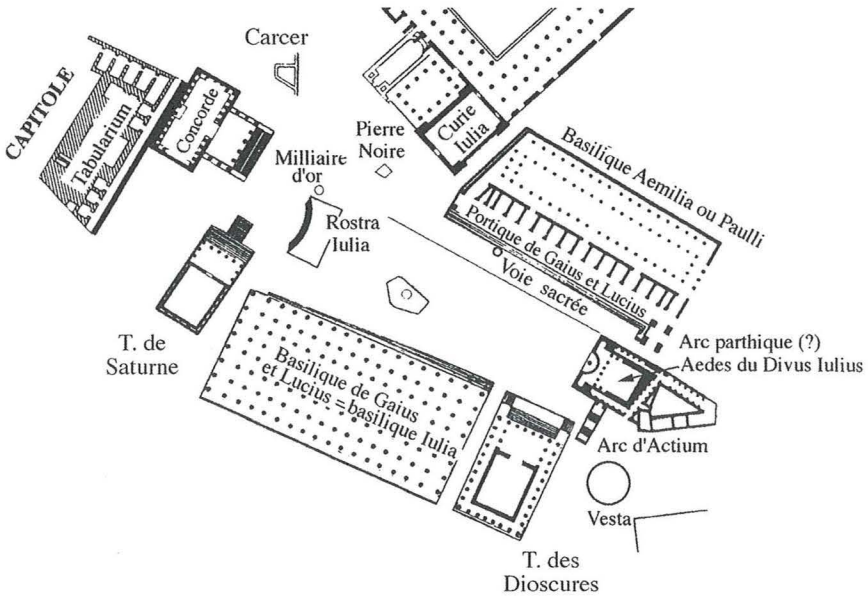 Carcer
CAPITOLE
Tabularium
Concorde
Curie
Iulia
Pierre
Noire
Milliaire
d'or
Rostra
Iulia
Basilique Aemilia ou Paulli
Portique de Gaius et Lucius
Voie sacrée
T. de
Saturne
Basilique de Gaius
et Lucius = basilique Iulia
Arc parthique (?)
Aedes du Divus Iulius
Arc d'Actium
Vesta
T. des
Dioscures